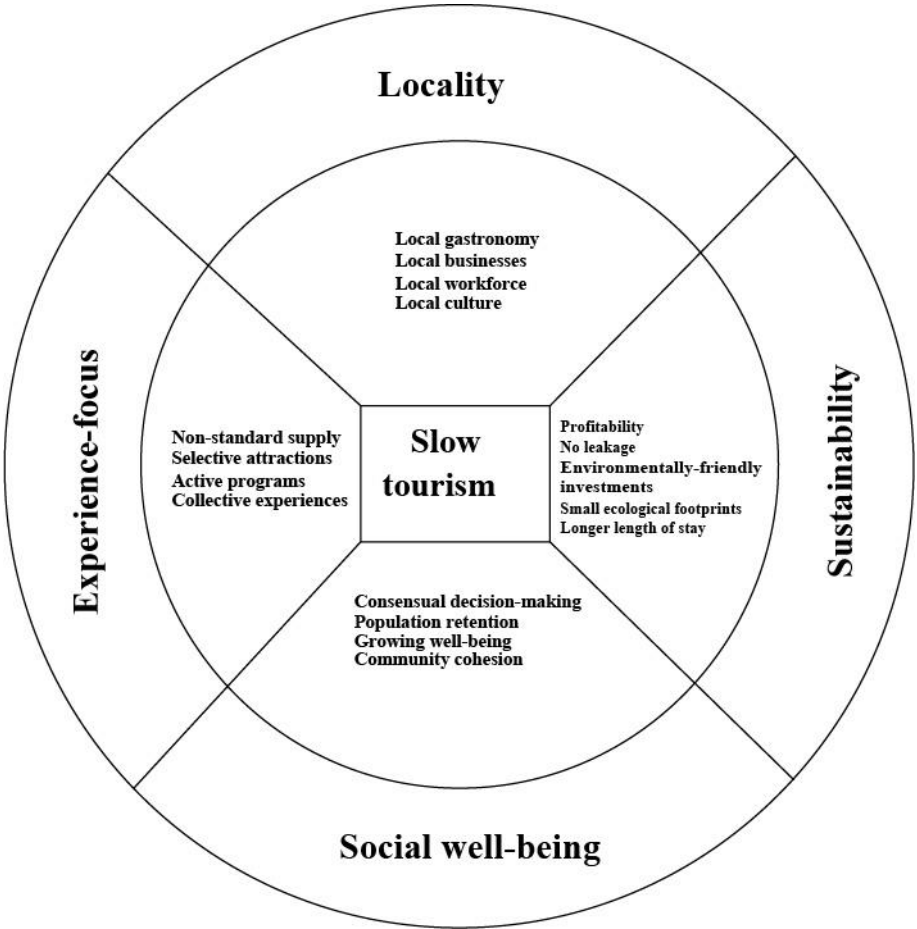 Locality
Local gastronomy
Local businesses
Local workforce
Local culture
Experience-focus
Non-standard supply
Selective attractions
Active programs
Collective experiences
Slow
tourism
Profitability
No leakage
Environmentally-friendly
investments
Small ecological footprints
Longer length of stay
Sustainability
Consensual decision-making
Population retention
Growing well-being
Community cohesion
Social well-being